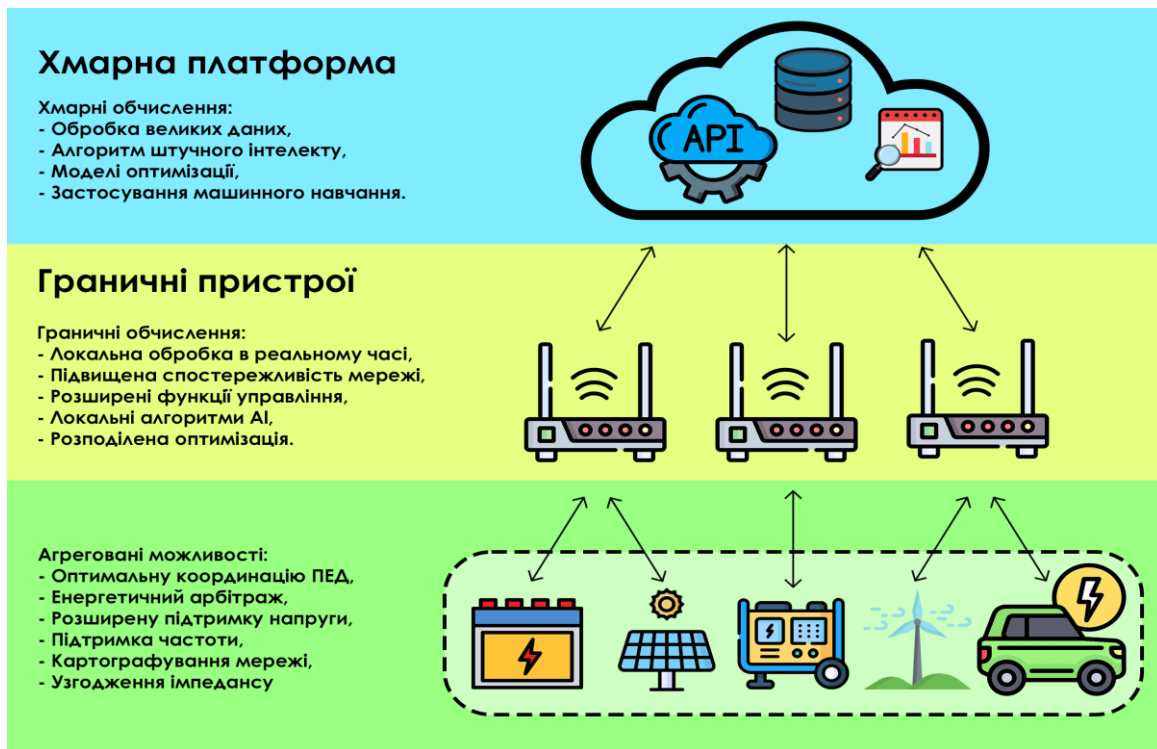 Хмарна платформа
Хмарні обчислення:
- Обробка великих даних,
- Алгоритм штучного інтелекту,
- Моделі оптимізації,
- Застосування машинного навчання.
API
Граничні пристрої
Граничні обчислення:
- Локальна обробка в реальному часі,
- Підвищена спостережливість мережі,
- Розширені функції управління,
- Локальні алгоритми АІ,
- Розподілена оптимізація.
Агреговані можливості:
- Оптимальну координацію ПЕД,
- Енергетичний арбітраж,
- Розширену підтримку напруги,
- Підтримка частоти,
- Картографування мережі,
- Узгодження імпедансу